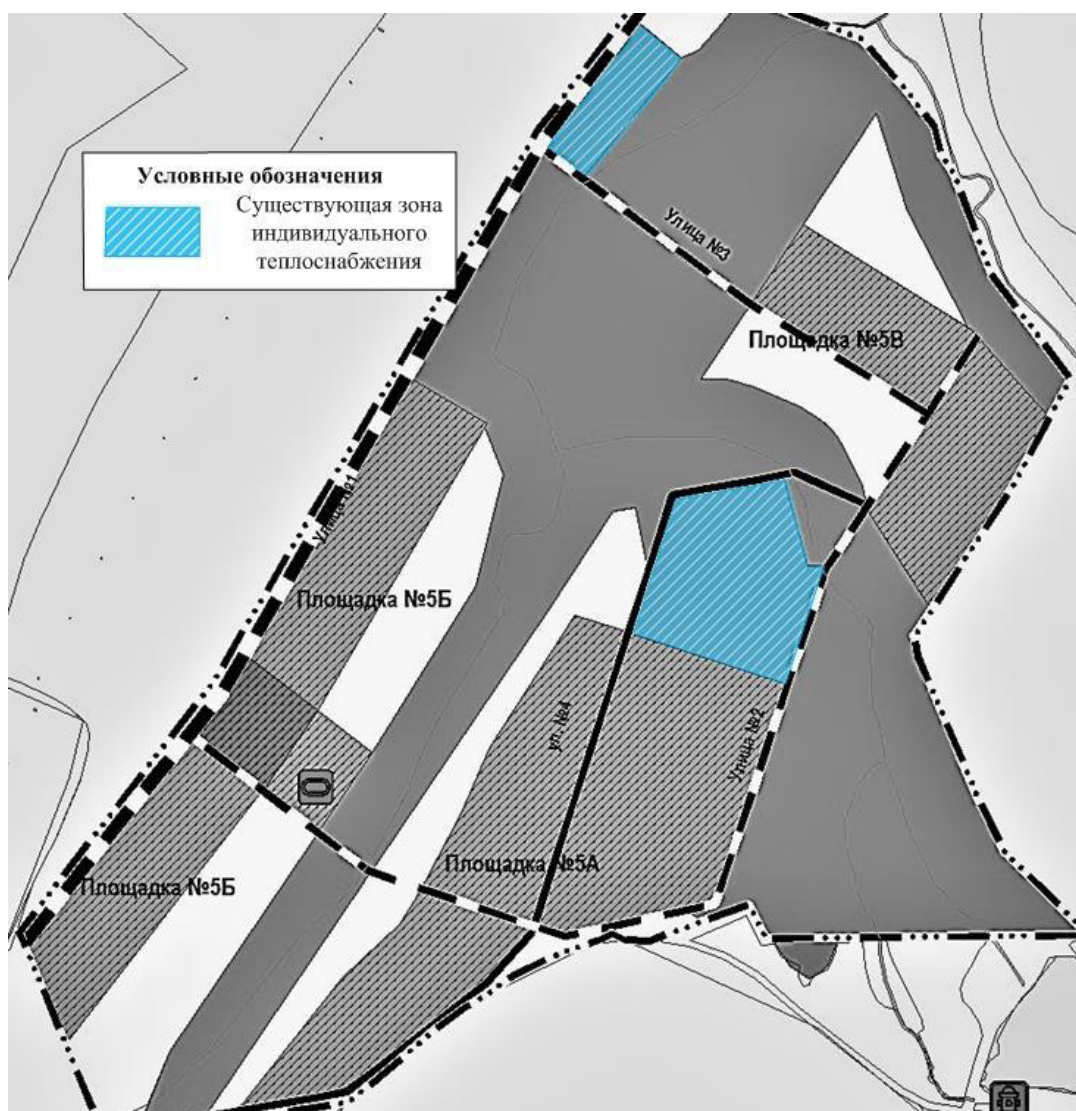 Условные обозначения
Существующая зона
индивидуального
теплоснабжения
Улица №3
Площадка №5В
Улица №1
Площадка №5Б
ул. №4
Улица №2
Площадка №5А
Площадка №5Б